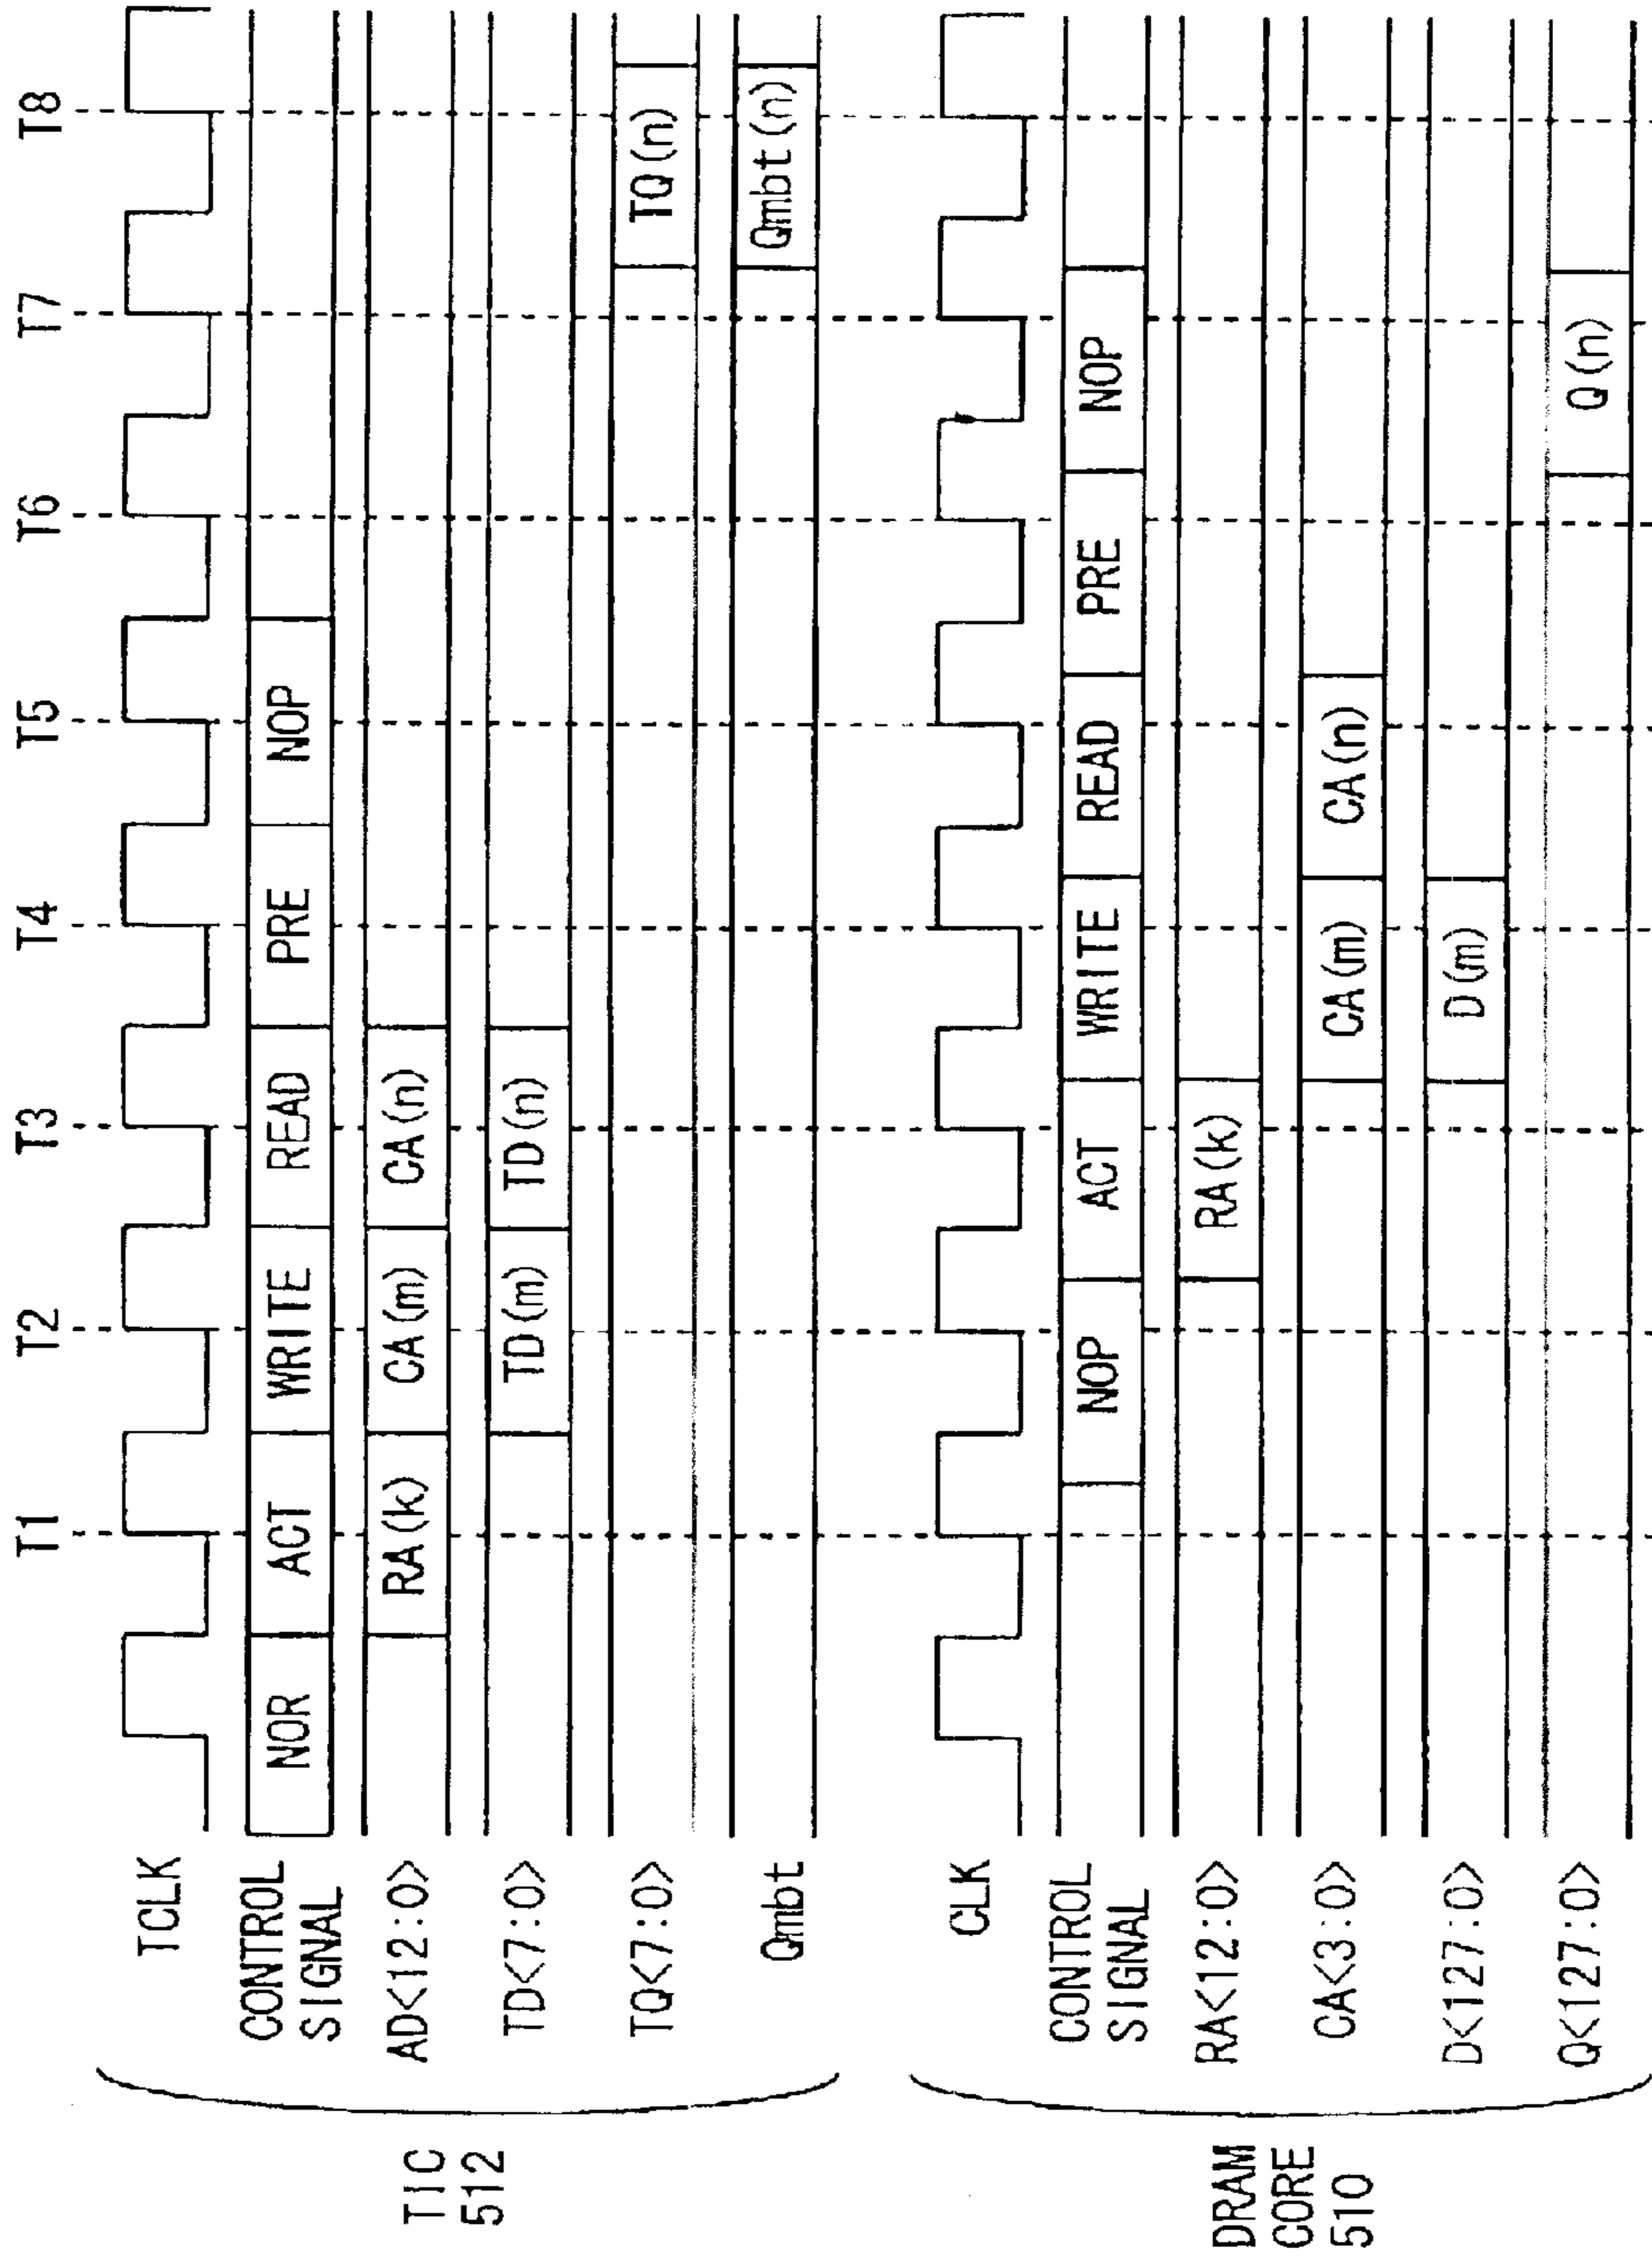 T1 T2 T3 T4 T5 T6 T7 T8
TIC
512
TCLK
CONTROL
SIGNAL
NOR ACT WRITE READ PRE NOP
AD<12:0> RA(k) CA(m) CA(n)
TD<7:0> TD(m) TD(n)
TQ<7:0> TQ(n)
Qmbt Qmbt(n)
DRAM
CORE
510
CLK
CONTROL
SIGNAL
NOP ACT WRITE READ PRE NOP
RA<12:0> RA(k)
CA<3:0> CA(m) CA(n)
D<127:0> D(m)
Q<127:0> Q(n)